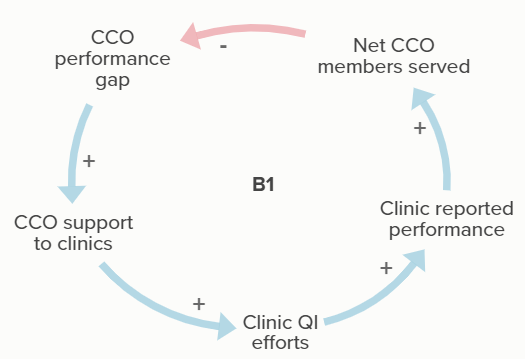 CCO
performance
gap
-
Net CCO
members served
+
+
B1
Clinic reported
performance
CCO support
to clinics
+
+
Clinic QI
efforts